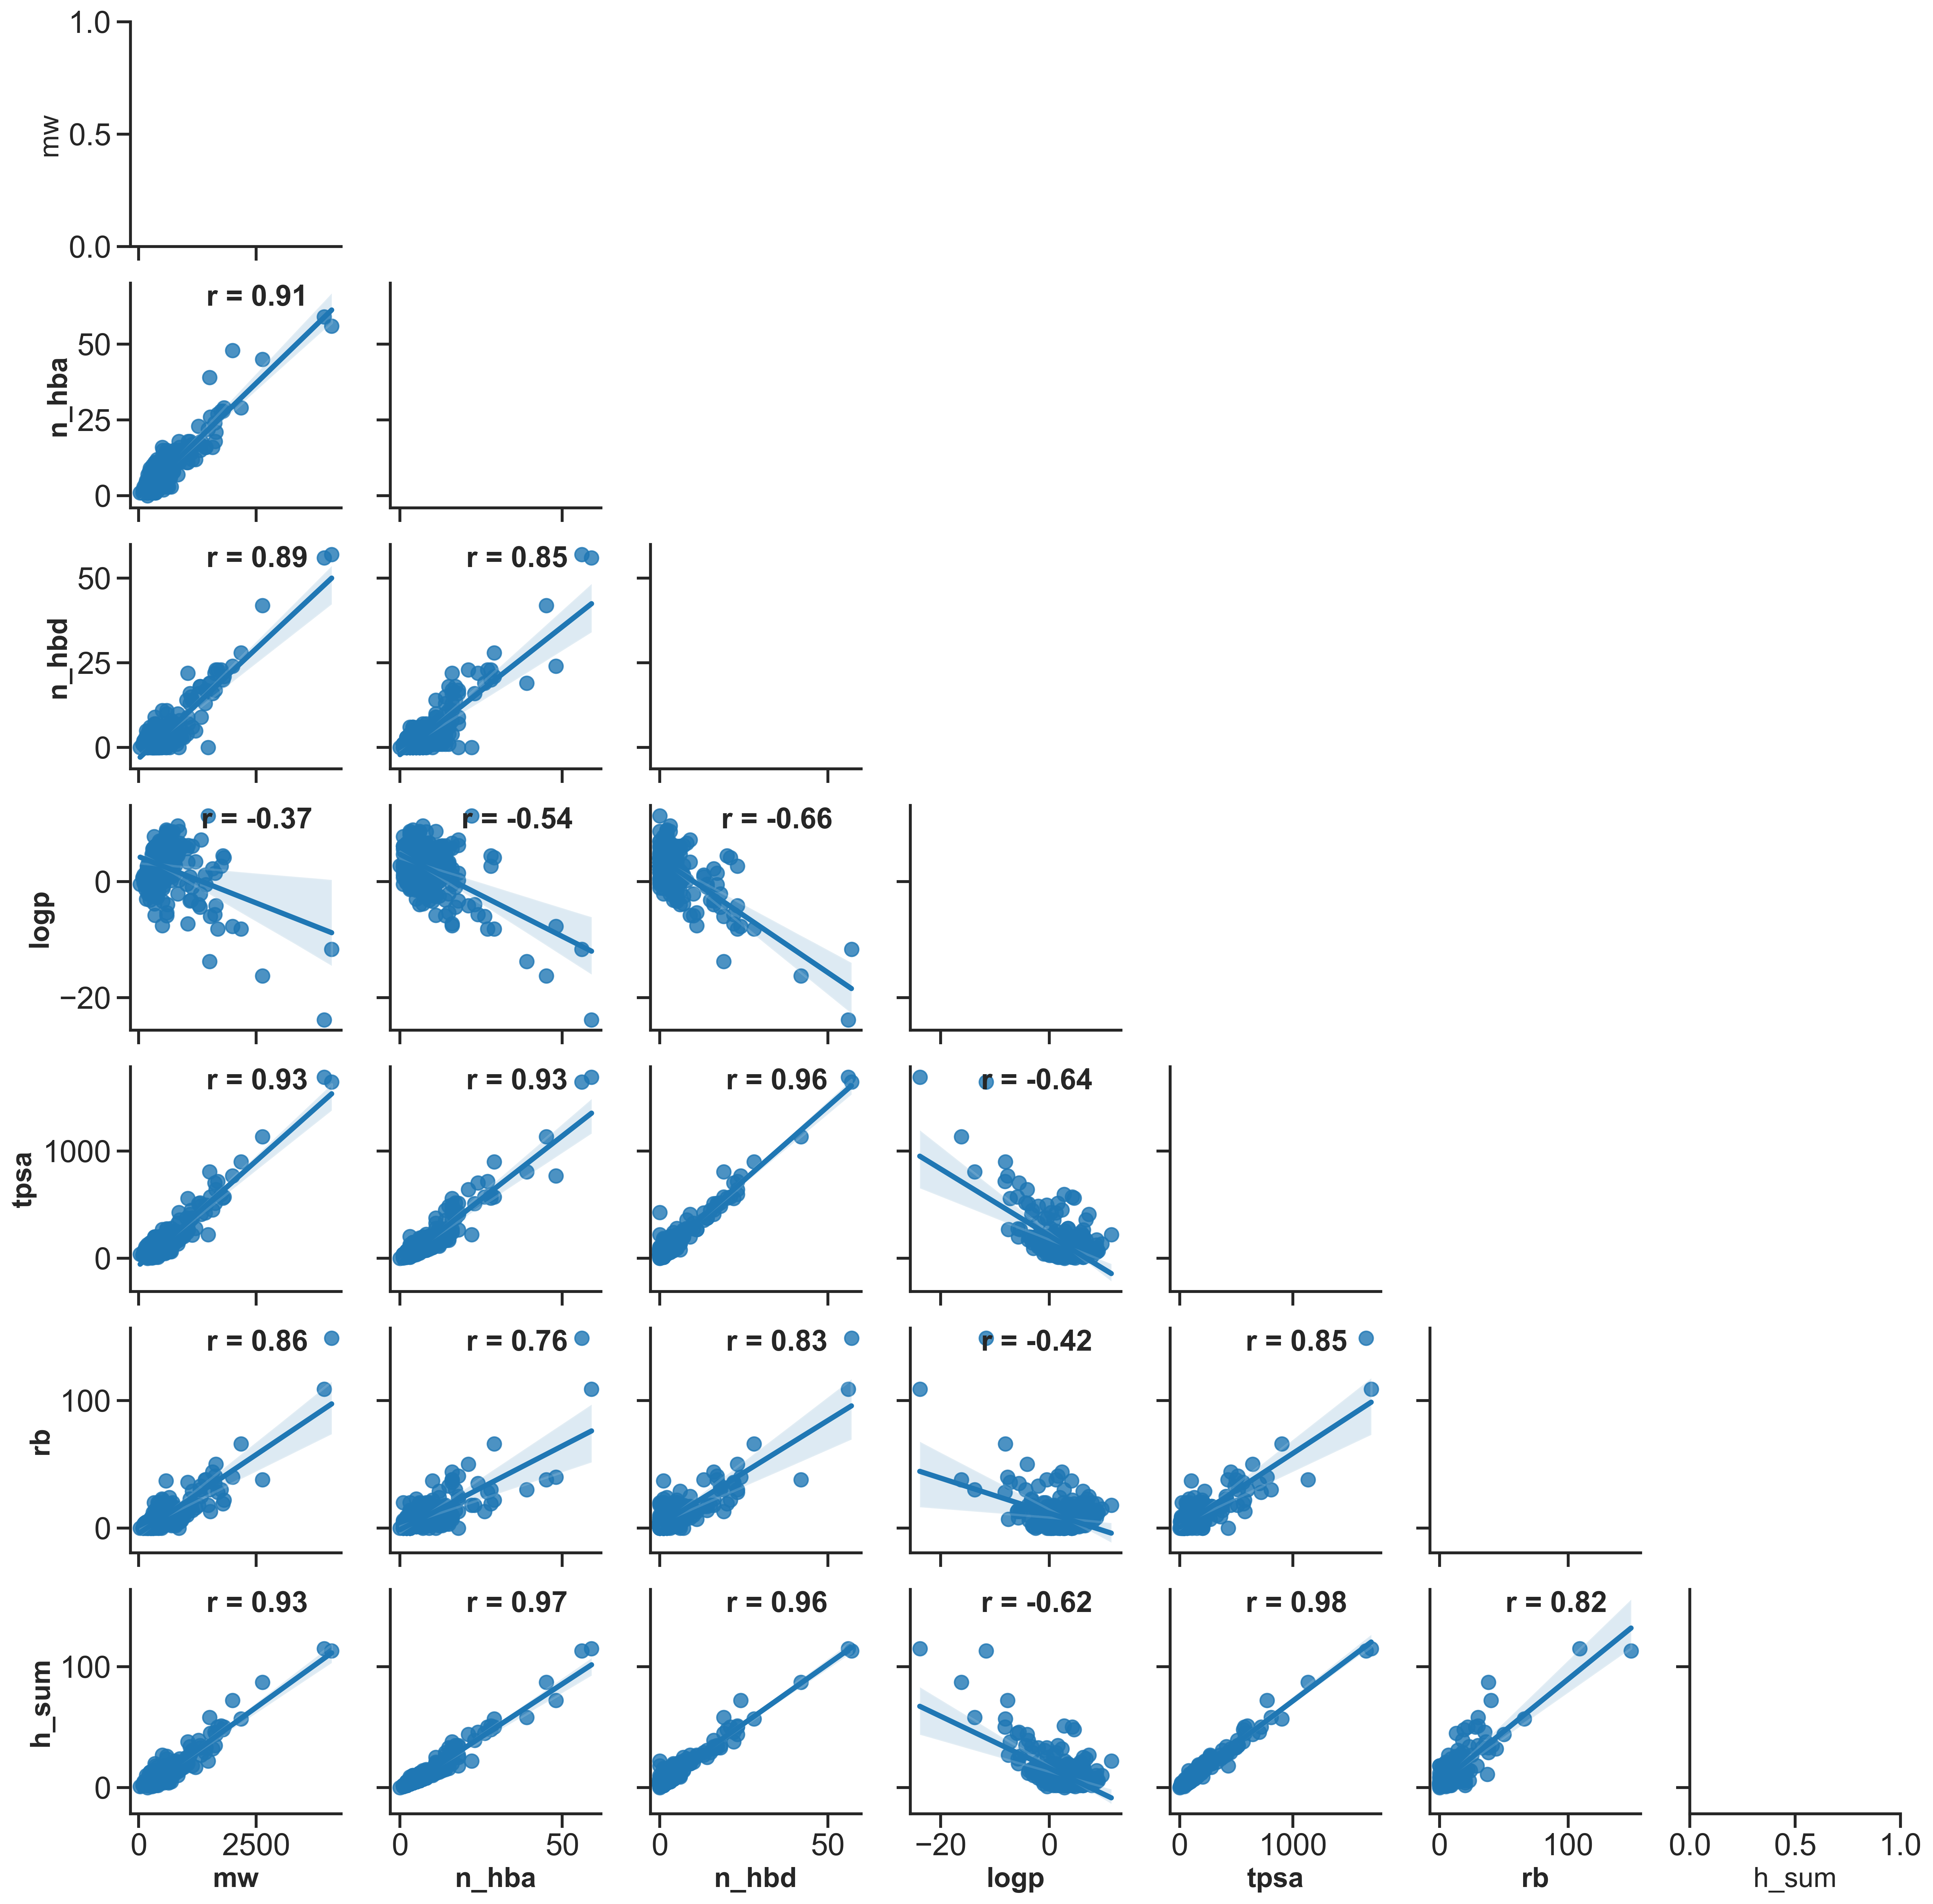 1.0
mw
0.5
0.0
r = 0.91
50
n_hba
25
0
r = 0.89
r = 0.85
50
n_hbd
25
0
r = -0.37
r = -0.54
r = -0.66
0
logp
−20
r = 0.93
r = 0.93
r = 0.96
r = -0.64
1000
tpsa
0
r = 0.86
r = 0.76
r = 0.83
r = -0.42
r = 0.85
100
rb
0
r = 0.93
r = 0.97
r = 0.96
r = -0.62
r = 0.98
r = 0.82
100
h_sum
0
0 2500 0 50 0 50 −20 0 0 1000 0 100 0.0 0.5 1.0
mw n_hba n_hbd logp tpsa rb h_sum